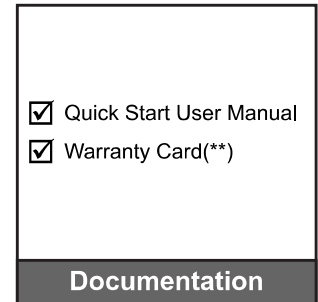 ☑ Quick Start User Manual
☑ Warranty Card(**)
Documentation